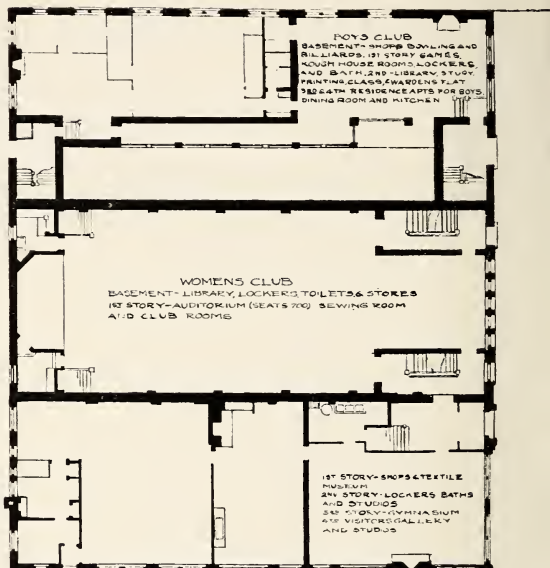 BOYS CLUB
BASEMENT - SHOPS BOWLING AND
BILLIARDS, 1ST STORY GAMES,
ROUGH HOUSE ROOMS, LOCKERS,
AND BATH, 2ND - LIBRARY, STUDY,
PRINTING, CLASS, & WARDENS FLAT
3RD & 4TH RESIDENCE APTS FOR BOYS
DINING ROOM AND KITCHEN
WOMENS CLUB
BASEMENT - LIBRARY, LOCKERS, TOILETS, & STORES
1ST STORY - AUDITORIUM (SEATS 700) SEWING ROOM
AND CLUB ROOMS
1ST STORY - SHOPS & TEXTILE
MUSEUM
2ND STORY - LOCKERS BATHS
AND STUDIOS
3RD STORY - GYMNASIUM
4TH VISITORS GALLERY
AND STUDIOS